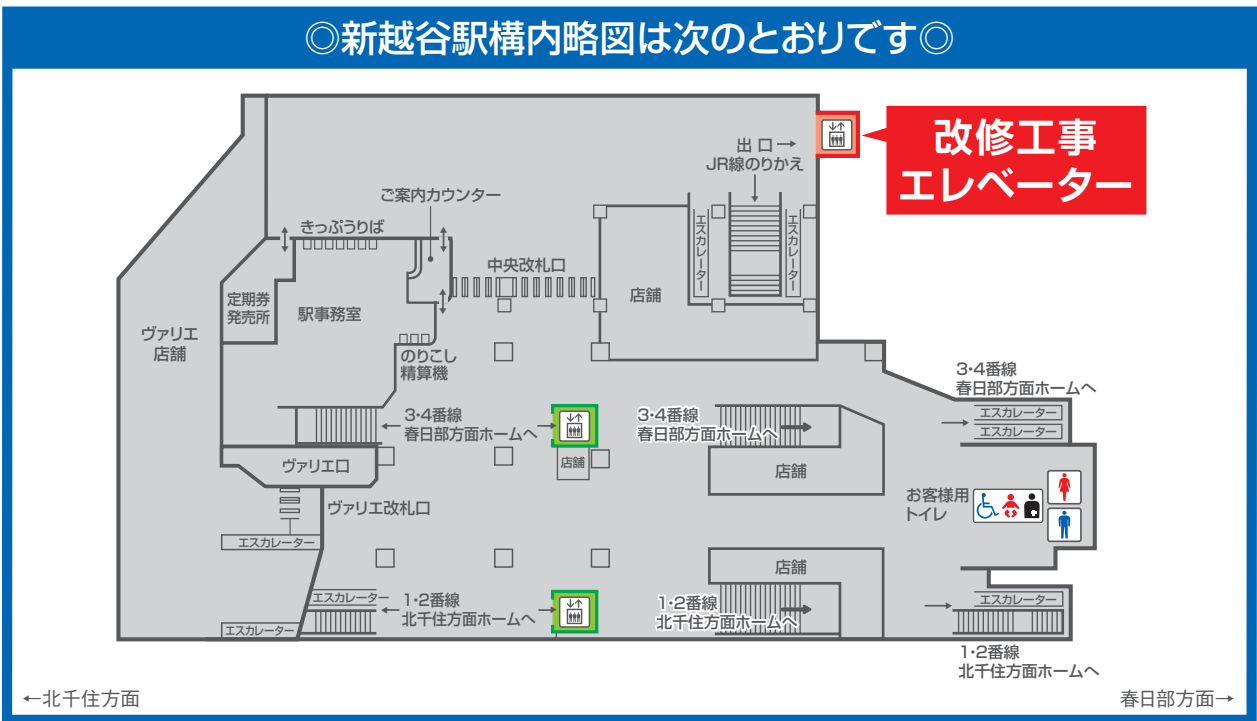 ◎新越谷駅構内略図は次のとおりです◎
改修工事
エレベーター
出口→
JR線のりかえ
ご案内カウンター
きっぷうりば
中央改札口
エスカレーター
エスカレーター
店舗
定期券
発売所
駅事務室
ヴァリエ
店舗
のりこし
精算機
3・4番線
春日部方面ホームへ
エスカレーター
エスカレーター
←3・4番線
春日部方面ホームへ→
3・4番線
春日部方面ホームへ
店舗
店舗
ヴァリエ口
お客様用
トイレ
ヴァリエ改札口
エスカレーター
店舗
エスカレーター
←1・2番線
北千住方面ホームへ→
1・2番線
北千住方面ホームへ
エスカレーター
エスカレーター
1・2番線
北千住方面ホームへ
←北千住方面
春日部方面→